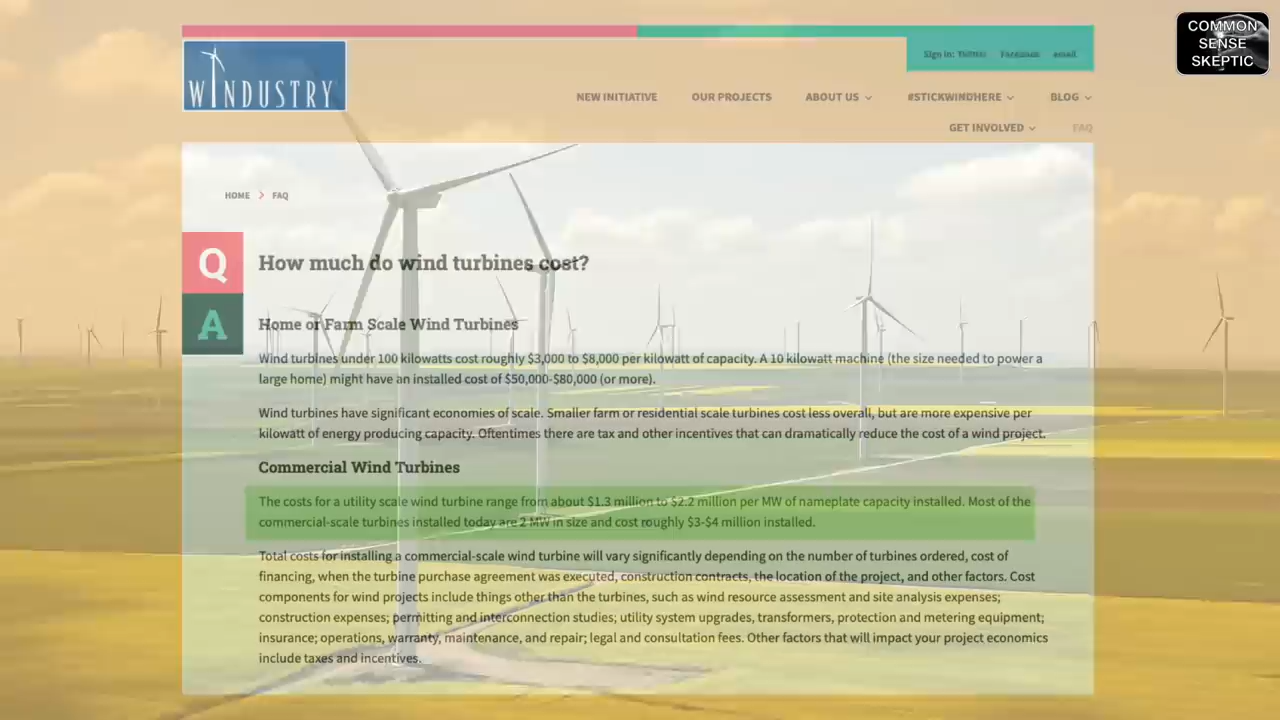 COMMON
SENSE
SKEPTIC
WINDUSTRY
Sign in: Twitter Facebook email
NEW INITIATIVE OUR PROJECTS ABOUT US #STICKWINDHERE BLOG
GET INVOLVED FAQ
HOME > FAQ
Q
How much do wind turbines cost?
A
Home or Farm Scale Wind Turbines
Wind turbines under 100 kilowatts cost roughly $3,000 to $8,000 per kilowatt of capacity. A 10 kilowatt machine (the size needed to power a
large home) might have an installed cost of $50,000-$80,000 (or more).
Wind turbines have significant economies of scale. Smaller farm or residential scale turbines cost less overall, but are more expensive per
kilowatt of energy producing capacity. Oftentimes there are tax and other incentives that can dramatically reduce the cost of a wind project.
Commercial Wind Turbines
The costs for a utility scale wind turbine range from about $1.3 million to $2.2 million per MW of nameplate capacity installed. Most of the
commercial-scale turbines installed today are 2 MW in size and cost roughly $3-$4 million installed.
Total costs for installing a commercial-scale wind turbine will vary significantly depending on the number of turbines ordered, cost of
financing, when the turbine purchase agreement was executed, construction contracts, the location of the project, and other factors. Cost
components for wind projects include things other than the turbines, such as wind resource assessment and site analysis expenses;
construction expenses; permitting and interconnection studies; utility system upgrades, transformers, protection and metering equipment;
insurance; operations, warranty, maintenance, and repair; legal and consultation fees. Other factors that will impact your project economics
include taxes and incentives.